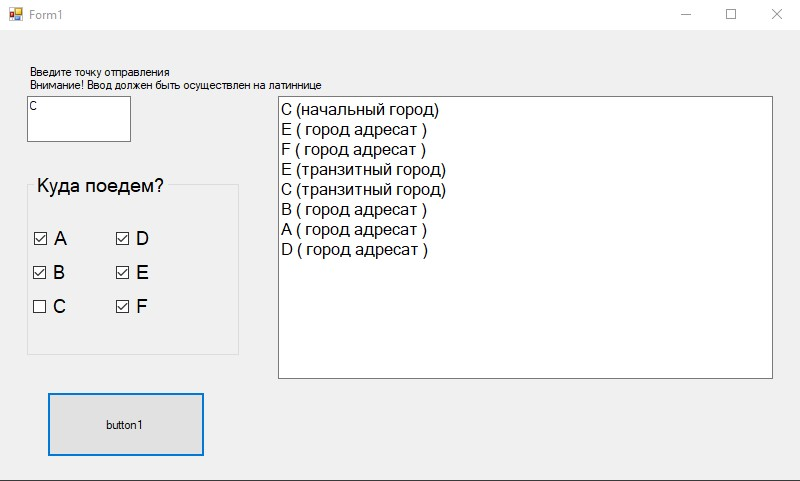 Form1
Введите точку отправления
Внимание! Ввод должен быть осуществлен на латиннице
C
Куда поедем?
A
D
B
E
C
F
button1
C (начальный город)
E ( город адресат )
F ( город адресат )
E (транзитный город)
C (транзитный город)
B ( город адресат )
A ( город адресат )
D ( город адресат )